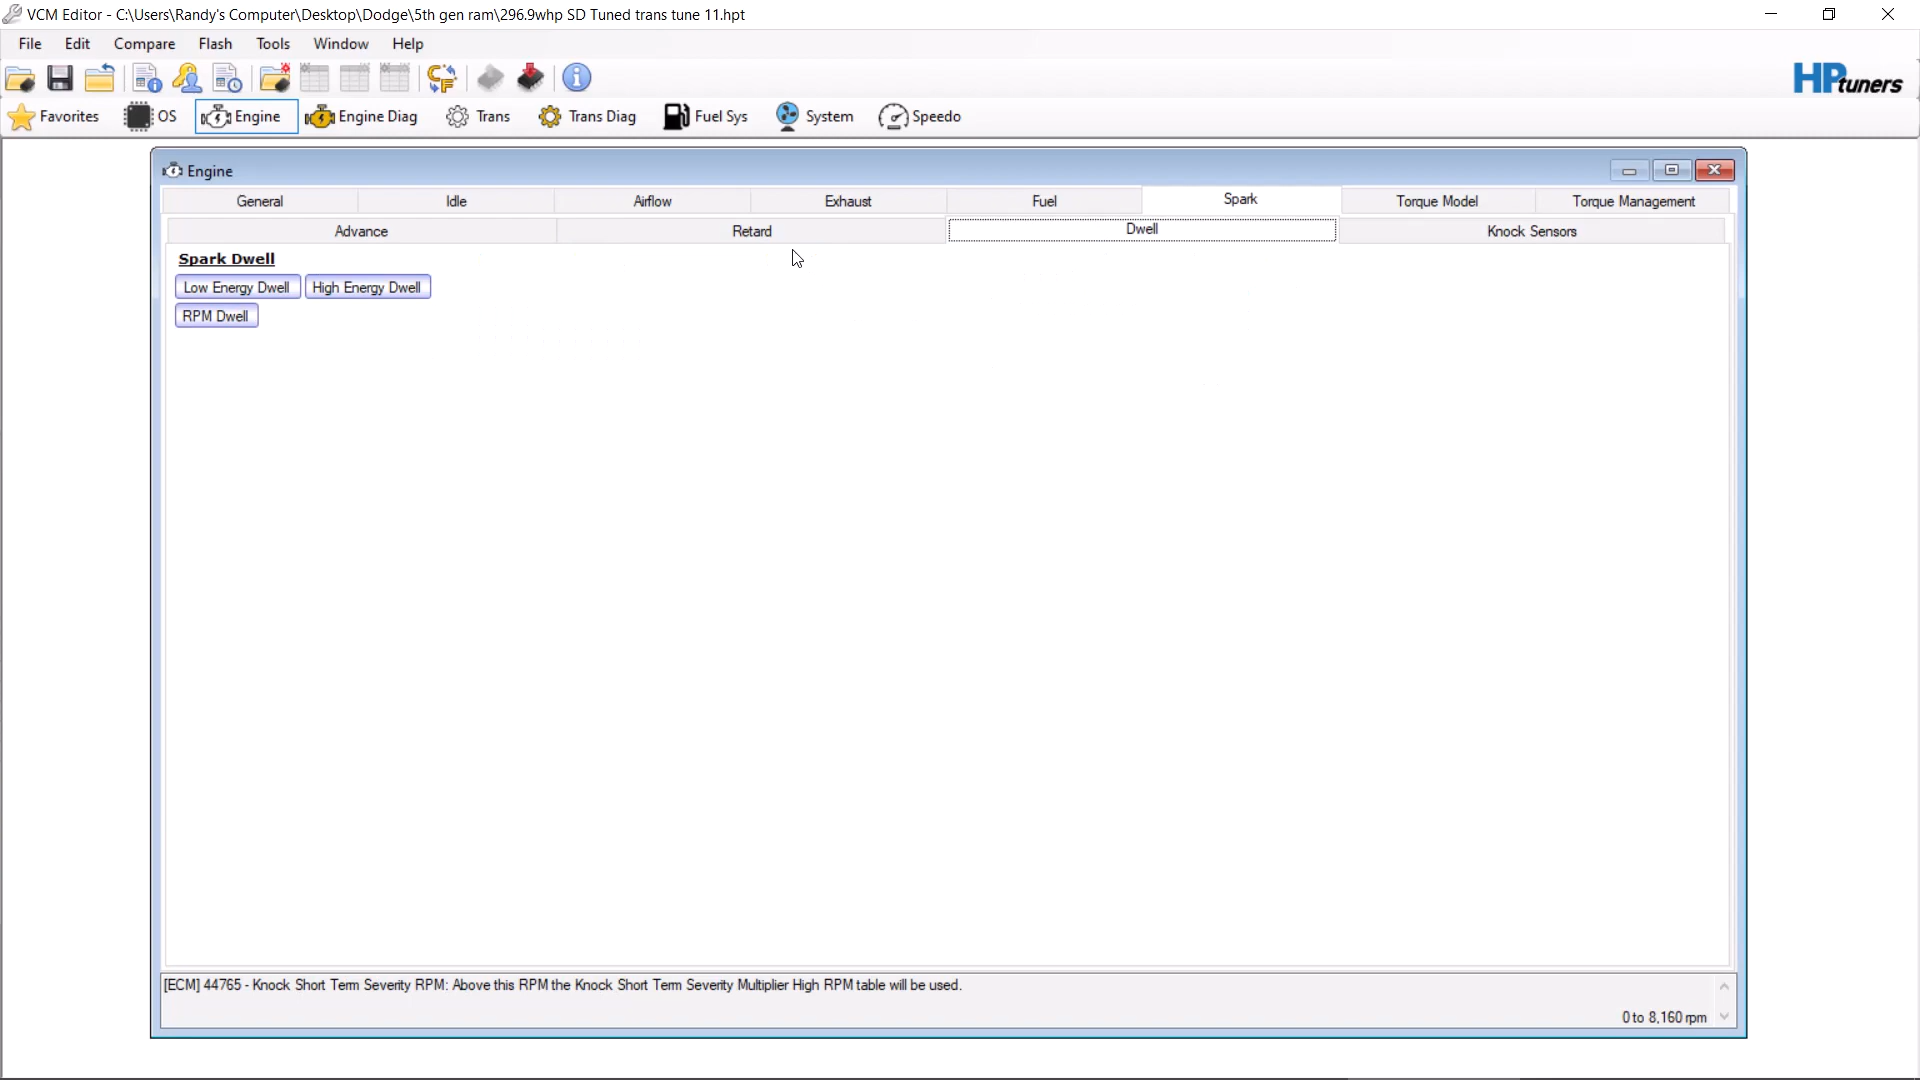 VCM Editor - C:\Users\Randy's Computer\Desktop\Dodge\5th gen ram\296.9whp SD Tuned trans tune 11.hpt
File Edit Compare Flash Tools Window Help
HPtuners
Favorites OS Engine Engine Diag Trans Trans Diag Fuel Sys System Speedo
Engine
General Idle Airflow Exhaust Fuel Spark Torque Model Torque Management
Advance Retard Dwell Knock Sensors
Spark Dwell
Low Energy Dwell High Energy Dwell
RPM Dwell
[ECM] 44765 - Knock Short Term Severity RPM: Above this RPM the Knock Short Term Severity Multiplier High RPM table will be used.
0 to 8,160 rpm